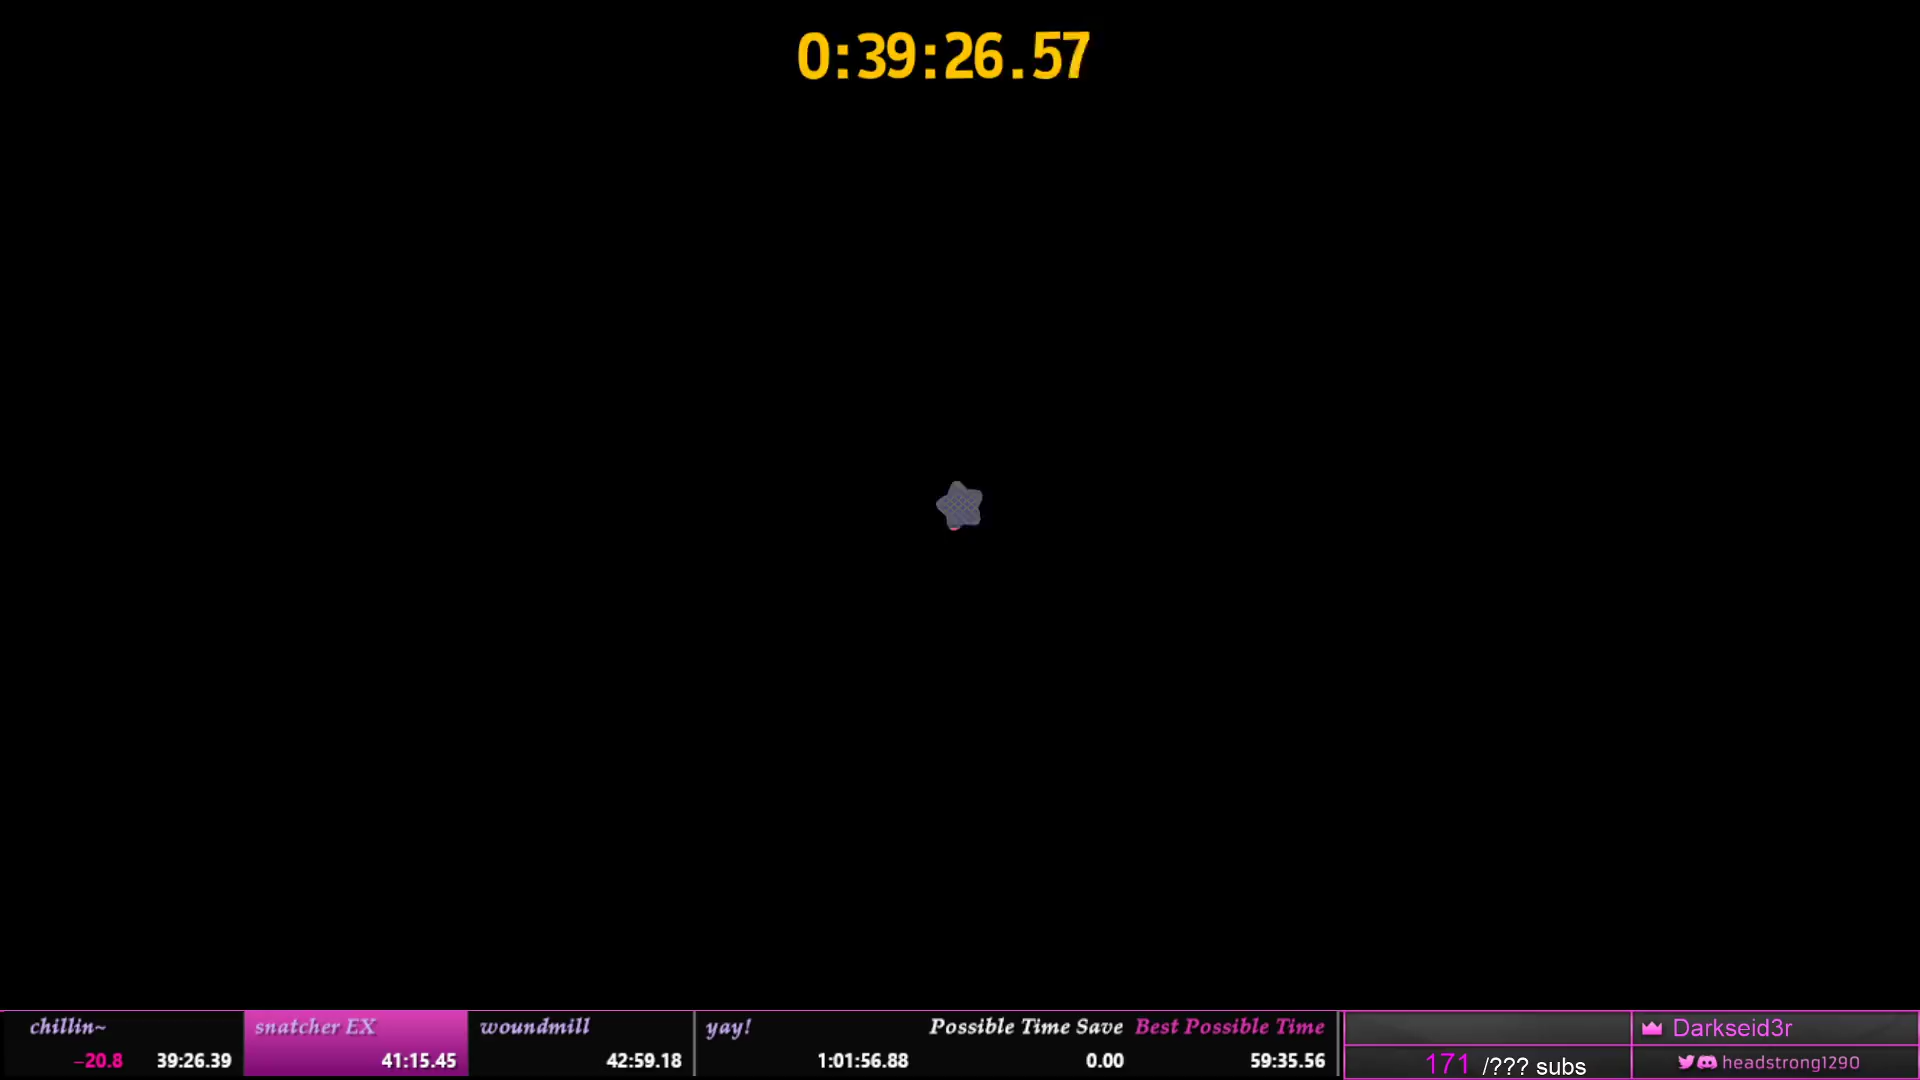 0:39:26.57
chillin~ snatcher EX woundmill yay! Possible Time Save Best Possible Time Darkseid3r
−20.8 39:26.39 41:15.45 42:59.18 1:01:56.88 0.00 59:35.56 171 /??? subs headstrong1290